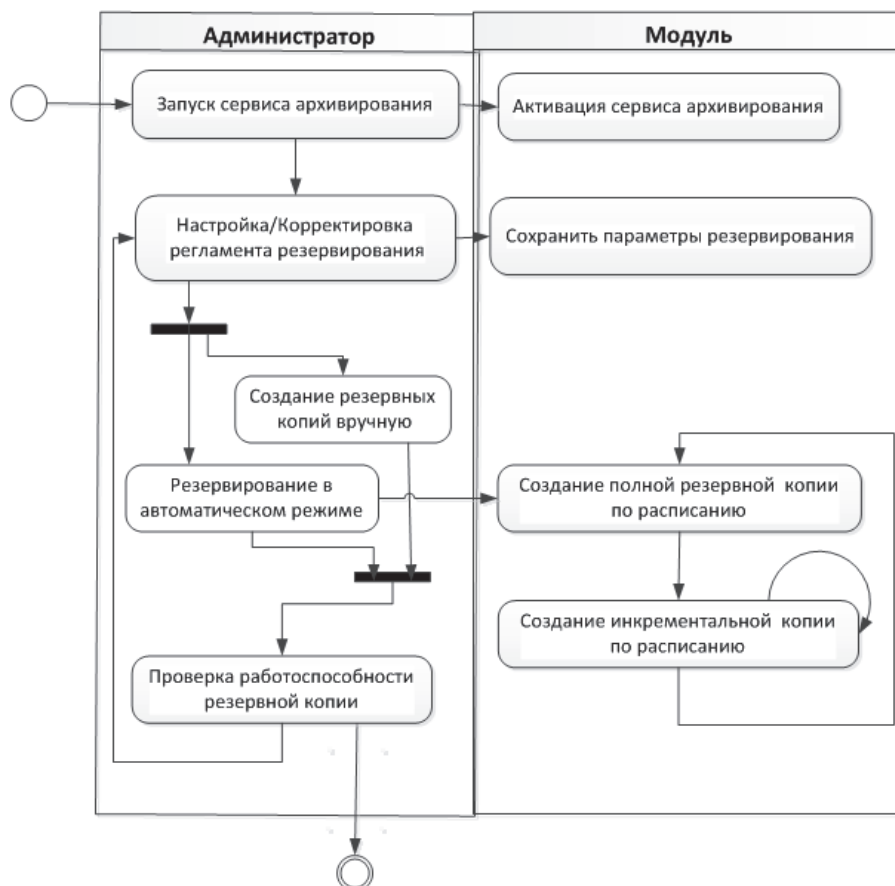 Администратор
Модуль
Запуск сервиса архивирования
Активация сервиса архивирования
Настройка/Корректировка
регламента резервирования
Сохранить параметры резервирования
Создание резервных
копий вручную
Резервирование в
автоматическом режиме
Создание полной резервной копии
по расписанию
Создание инкрементальной копии
по расписанию
Проверка работоспособности
резервной копии